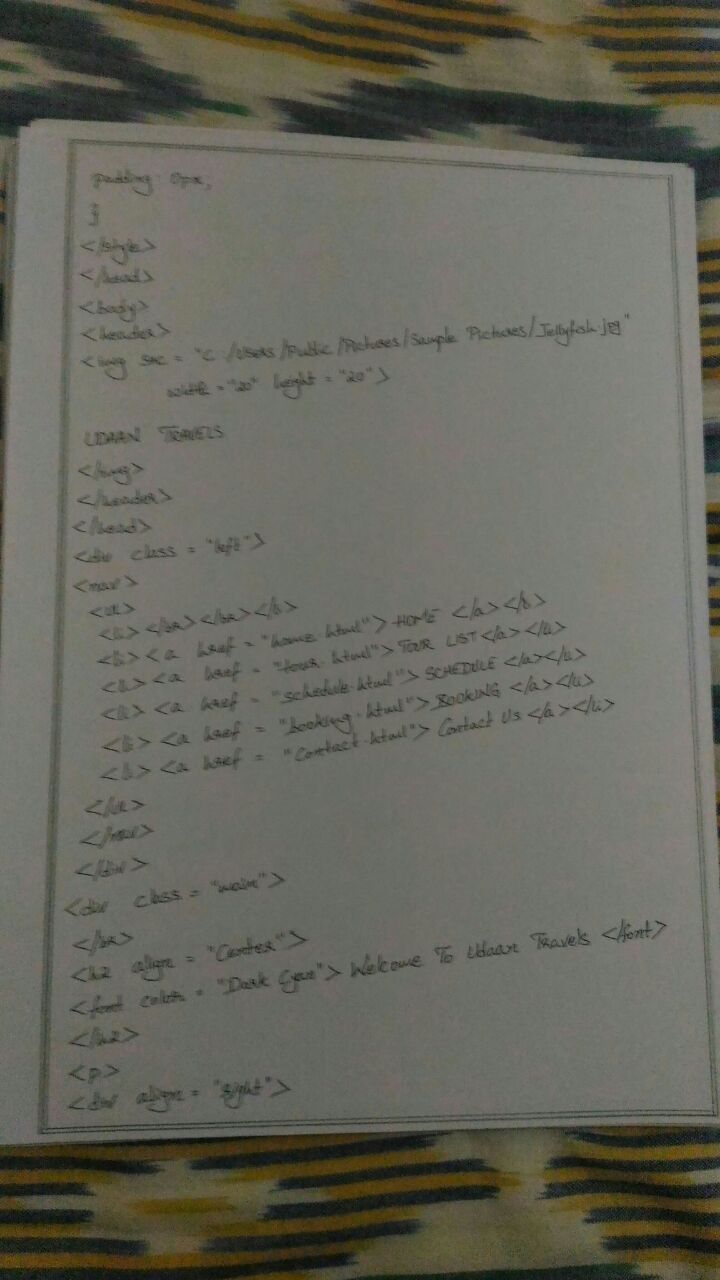 padding: 0px;
}
</style>
</head>
<body>
<header>
<img src = "C:/Users/Public/Pictures/Sample Pictures/Jellyfish.jpg"
width = "20" height = "20">
UDAAN TRAVELS
</img>
</header>
</head>
<div class = "left">
<nav>
<ul>
<li></br></br></li>
<li><a href = "home.html"> HOME </a></li>
<li><a href = "tour.html"> TOUR LIST </a></li>
<li><a href = "schedule.html"> SCHEDULE </a></li>
<li><a href = "booking.html"> BOOKING </a></li>
<li><a href = "Contact.html"> Contact Us </a></li>
</ul>
</nav>
</div>
<div class = "main">
</br>
<h2 align = "Center">
<font color = "Dark Cyan"> Welcome To Udaan Travels </font>
</h2>
<p>
<div align = "right">